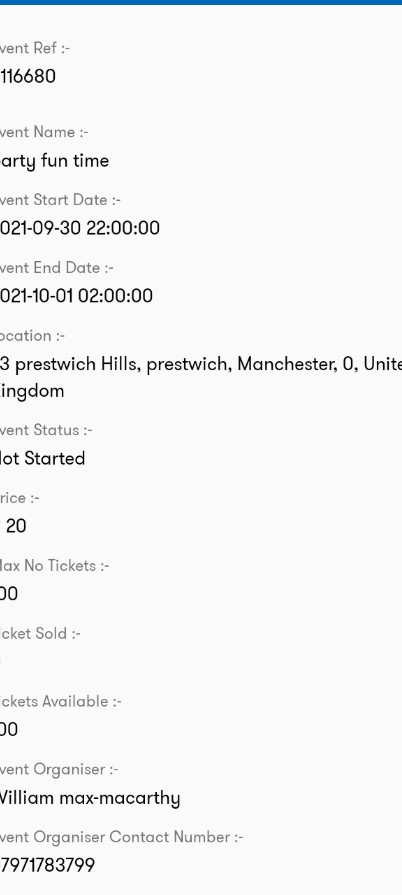 vent Ref :-
116680
vent Name :-
arty fun time
vent Start Date :-
021-09-30 22:00:00
vent End Date :-
021-10-01 02:00:00
ocation :-
3 prestwich Hills, prestwich, Manchester, 0, Unite
ingdom
vent Status :-
lot Started
rice :-
20
Max No Tickets :-
00
icket Sold :-
ickets Available :-
00
vent Organiser :-
William max-macarthy
vent Organiser Contact Number :-
7971783799